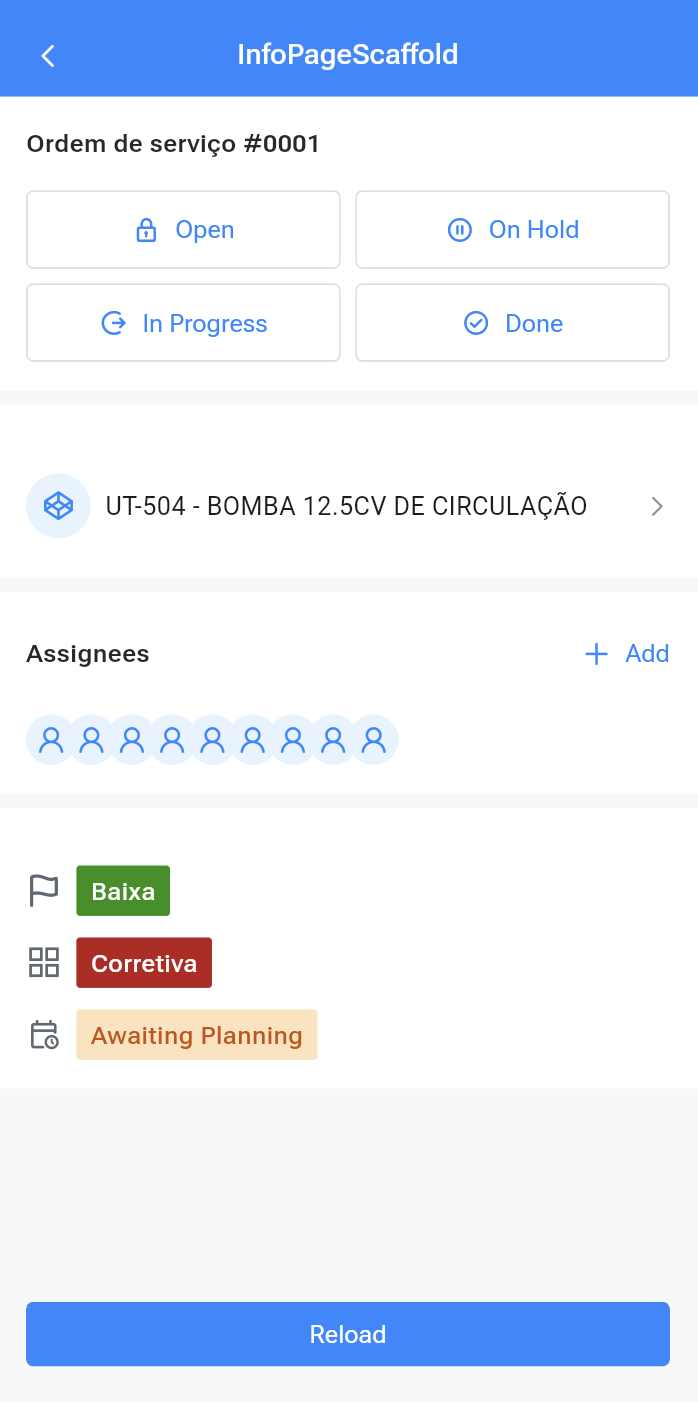 InfoPageScaffold
Ordem de serviço #0001
Open
On Hold
In Progress
Done
UT-504 - BOMBA 12.5CV DE CIRCULAÇÃO
Assignees
Add
Baixa
Corretiva
Awaiting Planning
Reload